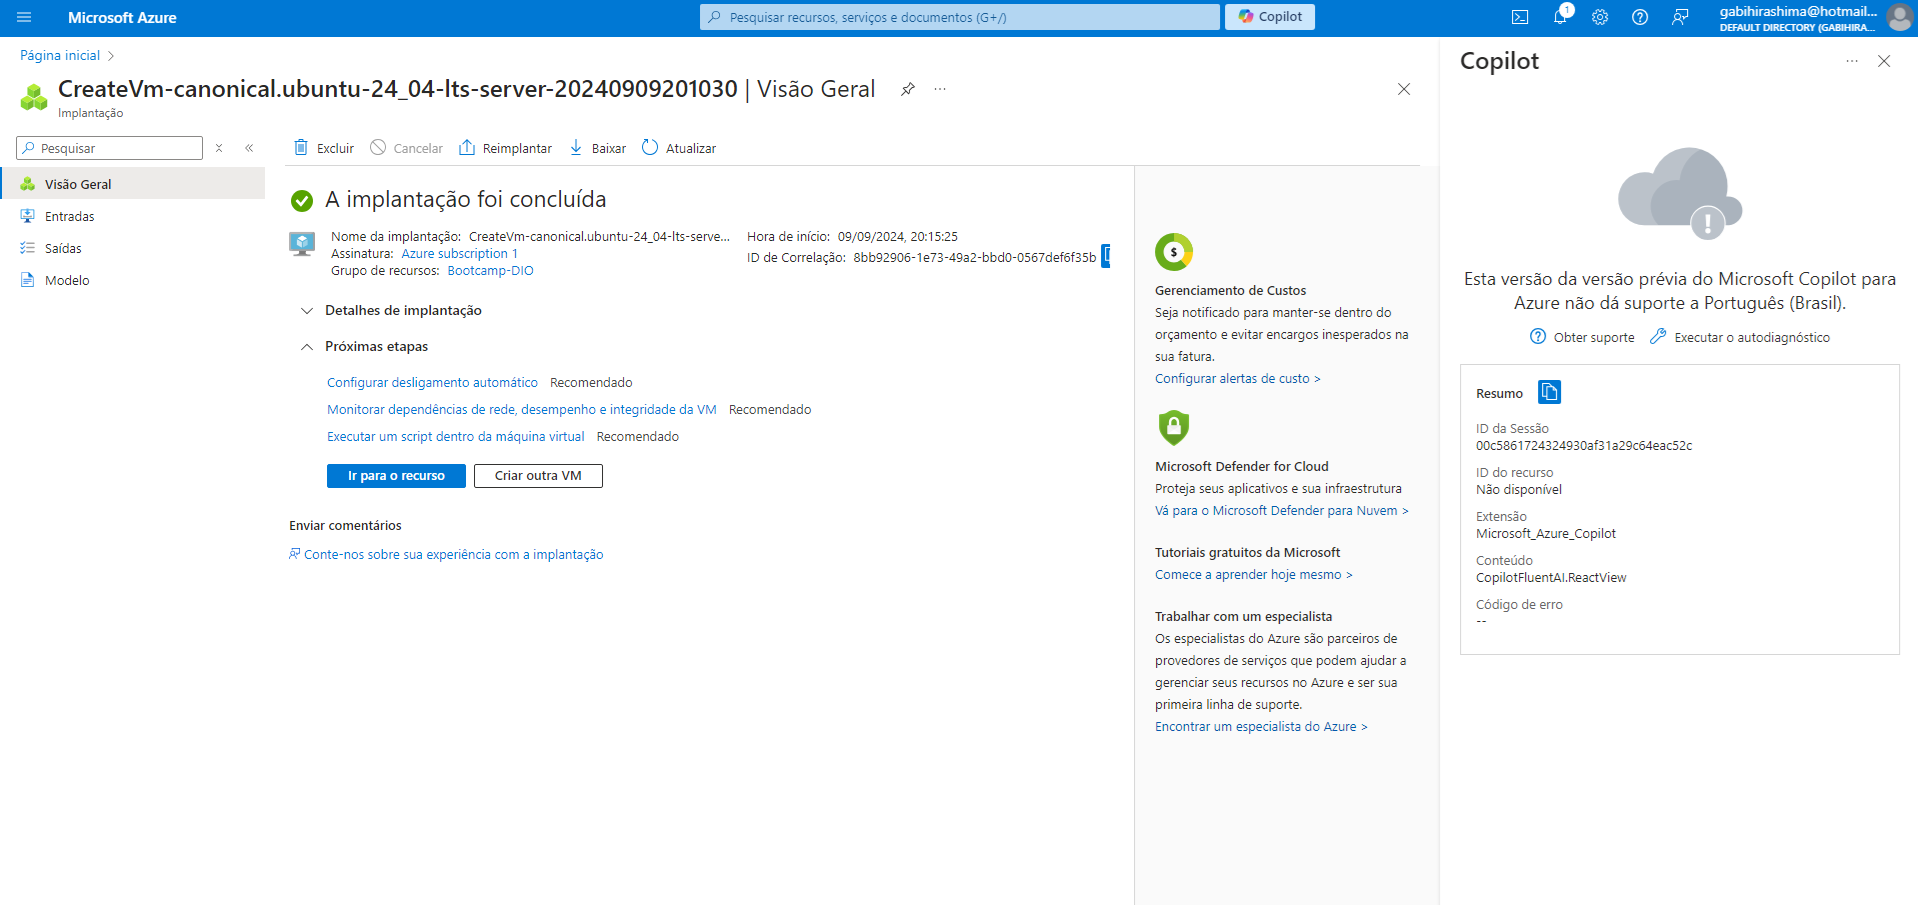 Microsoft Azure
Pesquisar recursos, serviços e documentos (G+/)
Copilot
1
gabihirashima@hotmail...
DEFAULT DIRECTORY (GABIHIRA...
Página inicial
CreateVm-canonical.ubuntu-24_04-lts-server-20240909201030 | Visão Geral
Implantação
Pesquisar
Visão Geral
Entradas
Saídas
Modelo
Excluir
Cancelar
Reimplantar
Baixar
Atualizar
A implantação foi concluída
Nome da implantação: CreateVm-canonical.ubuntu-24_04-lts-serve...
Assinatura: Azure subscription 1
Grupo de recursos: Bootcamp-DIO
Hora de início: 09/09/2024, 20:15:25
ID de Correlação: 8bb92906-1e73-49a2-bbd0-0567def6f35b
Detalhes de implantação
Próximas etapas
Configurar desligamento automático Recomendado
Monitorar dependências de rede, desempenho e integridade da VM Recomendado
Executar um script dentro da máquina virtual Recomendado
Ir para o recurso
Criar outra VM
Enviar comentários
Conte-nos sobre sua experiência com a implantação
Gerenciamento de Custos
Seja notificado para manter-se dentro do
orçamento e evitar encargos inesperados na
sua fatura.
Configurar alertas de custo >
Microsoft Defender for Cloud
Proteja seus aplicativos e sua infraestrutura
Vá para o Microsoft Defender para Nuvem >
Tutoriais gratuitos da Microsoft
Comece a aprender hoje mesmo >
Trabalhar com um especialista
Os especialistas do Azure são parceiros de
provedores de serviços que podem ajudar a
gerenciar seus recursos no Azure e ser sua
primeira linha de suporte.
Encontrar um especialista do Azure >
Copilot
Esta versão da versão prévia do Microsoft Copilot para
Azure não dá suporte a Português (Brasil).
Obter suporte
Executar o autodiagnóstico
Resumo
ID da Sessão
00c5861724324930af31a29c64eac52c
ID do recurso
Não disponível
Extensão
Microsoft_Azure_Copilot
Conteúdo
CopilotFluentAI.ReactView
Código de erro
--